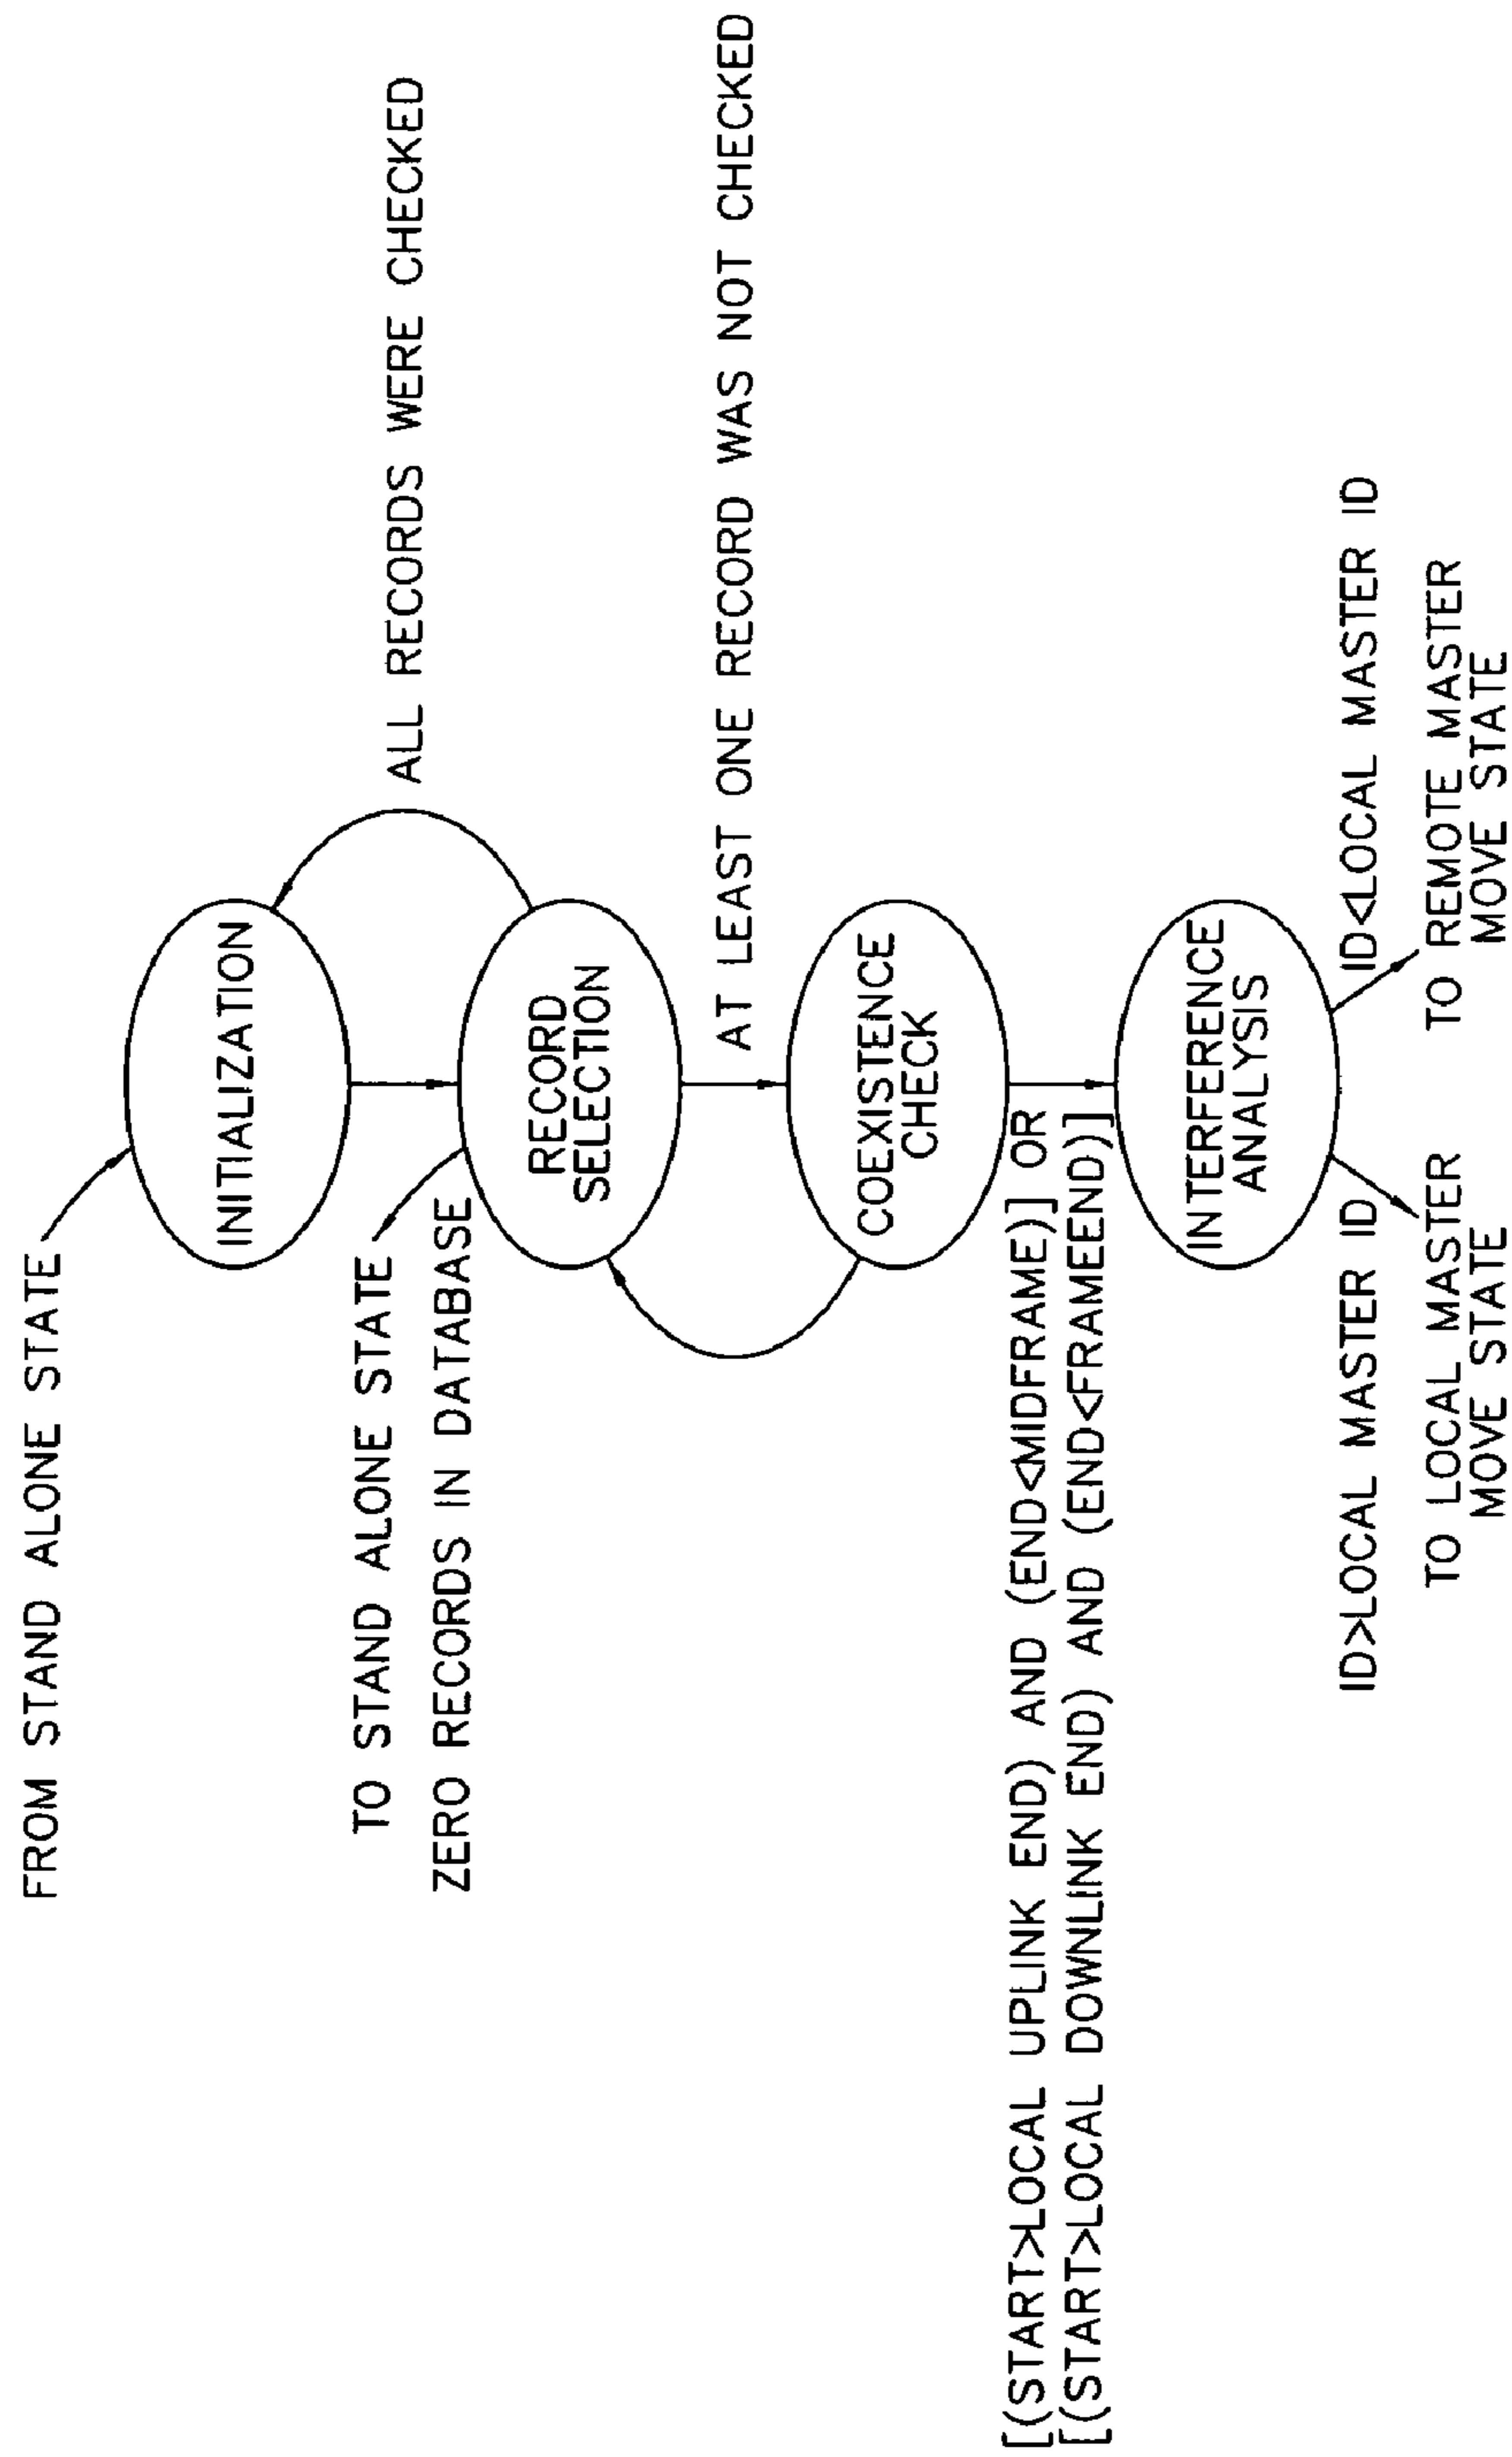 FROM STAND ALONE STATE
INITIALIZATION
ALL RECORDS WERE CHECKED
TO STAND ALONE STATE
ZERO RECORDS IN DATABASE
RECORD
SELECTION
AT LEAST ONE RECORD WAS NOT CHECKED
COEXISTENCE
CHECK
[(START>LOCAL UPLINK END) AND (END<MIDFRAME)] OR
[(START>LOCAL DOWNLINK END) AND (END<FRAMEEND)]
INTERFERENCE
ANALYSIS
ID>LOCAL MASTER ID
TO LOCAL MASTER
MOVE STATE
ID<LOCAL MASTER ID
TO REMOTE MASTER
MOVE STATE